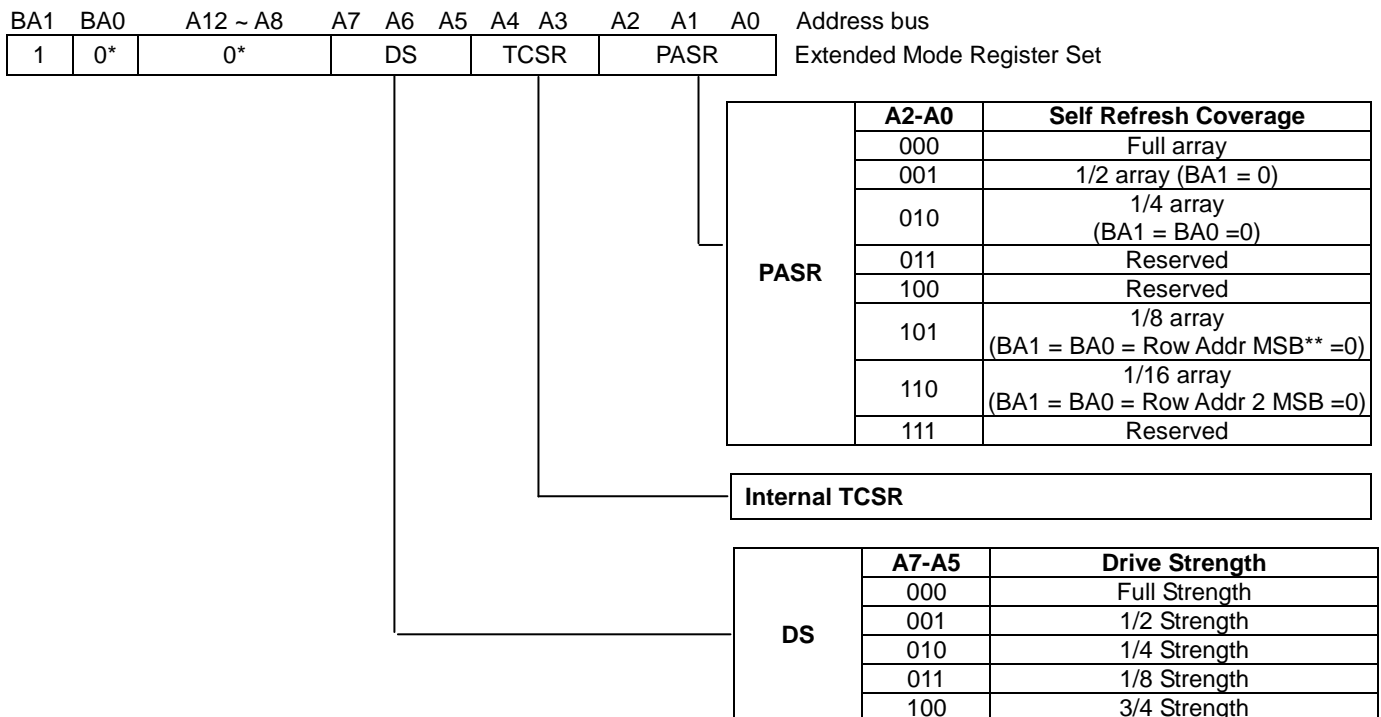 BA1 BA0 A12 ~ A8 A7 A6 A5 A4 A3 A2 A1 A0 Address bus
1 0* 0* DS TCSR PASR Extended Mode Register Set
PASR
A2-A0 Self Refresh Coverage
000 Full array
001 1/2 array (BA1 = 0)
010 1/4 array
(BA1 = BA0 =0)
011 Reserved
100 Reserved
101 1/8 array
(BA1 = BA0 = Row Addr MSB** =0)
110 1/16 array
(BA1 = BA0 = Row Addr 2 MSB =0)
111 Reserved
Internal TCSR
DS
A7-A5 Drive Strength
000 Full Strength
001 1/2 Strength
010 1/4 Strength
011 1/8 Strength
100 3/4 Strength